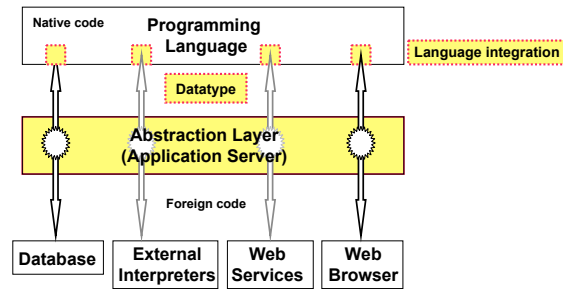 Native code
Programming
Language
Language integration
Datatype
Abstraction Layer
(Application Server)
Foreign code
Database
External
Interpreters
Web
Services
Web
Browser